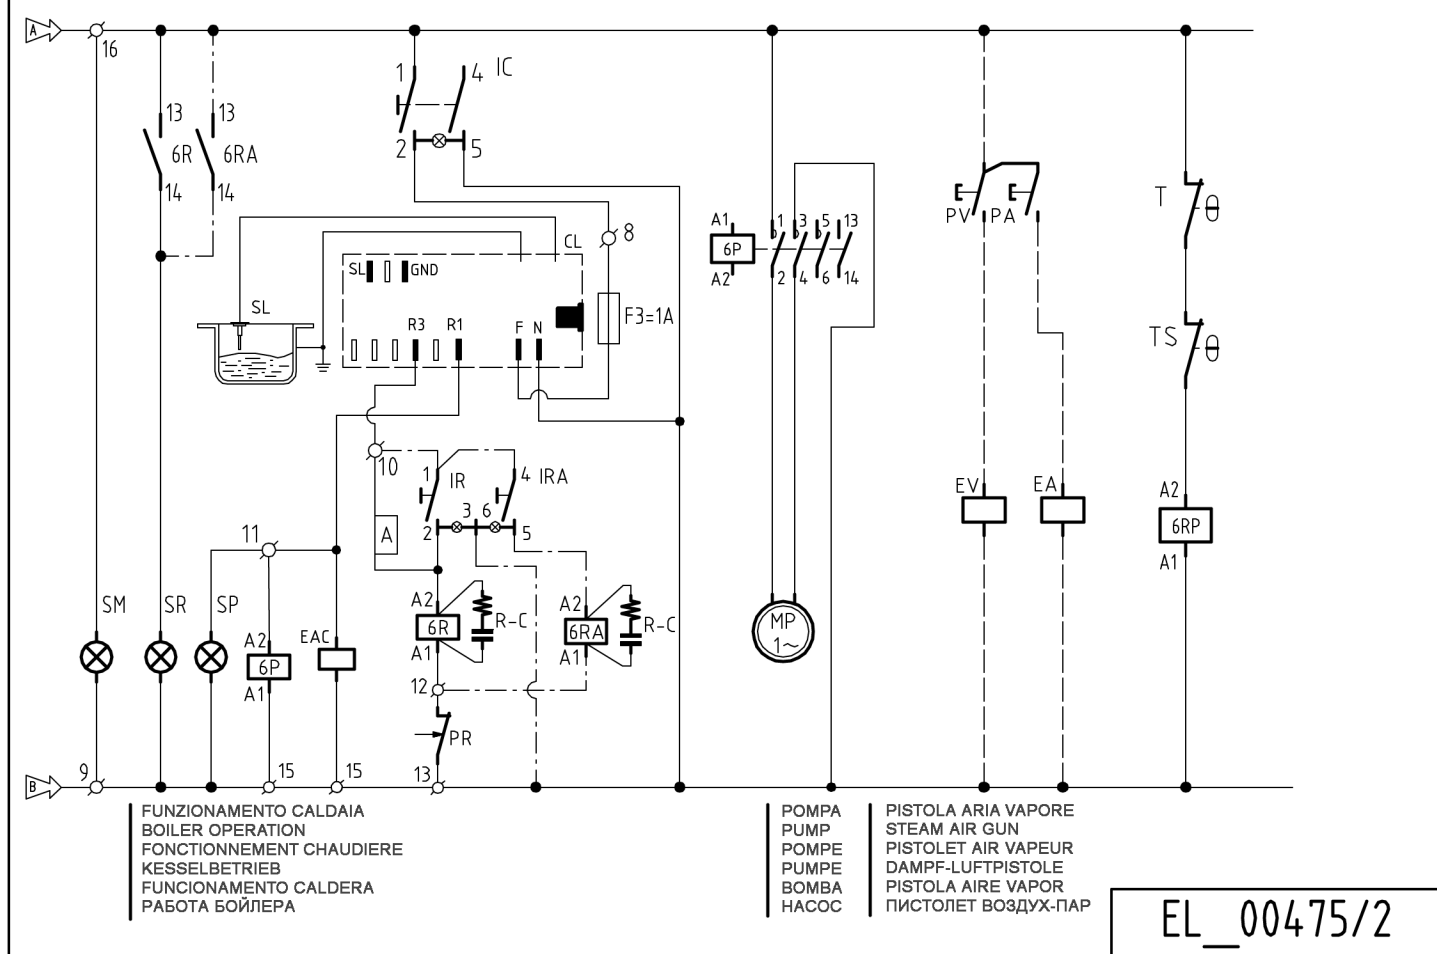 A
16
13
6R
14
13
6RA
14
1
4
IC
2
5
8
CL
SL
GND
R3
R1
F
N
F3=1A
SL
10
1
IR
4
IRA
2
3
6
5
A
11
SM
SR
SP
A2
6P
A1
EAC
A2
6R
A1
R-C
A2
6RA
A1
R-C
12
PR
13
9
15
15
B
A1
6P
A2
1
3
5
13
2
4
6
14
MP
1~
PV
PA
EV
EA
T
θ
TS
θ
A2
6RP
A1
FUNZIONAMENTO CALDAIA
BOILER OPERATION
FONCTIONNEMENT CHAUDIERE
KESSELBETRIEB
FUNCIONAMENTO CALDERA
РАБОТА БОЙЛЕРА
POMPA
PUMP
POMPE
PUMPE
BOMBA
НАСОС
PISTOLA ARIA VAPORE
STEAM AIR GUN
PISTOLET AIR VAPEUR
DAMPF-LUFTPISTOLE
PISTOLA AIRE VAPOR
ПИСТОЛЕТ ВОЗДУХ-ПАР
EL_00475/2